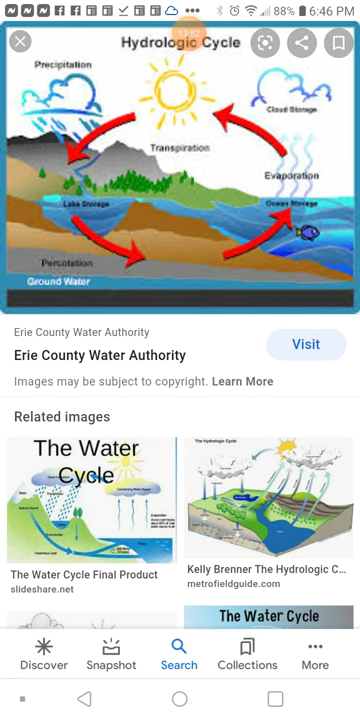 88% 6:46 PM
13:52
Hydrologic Cycle
Precipitation
Cloud Storage
Transpiration
Evaporation
Lake Storage
Ocean Storage
Percolation
Ground Water
Erie County Water Authority
Erie County Water Authority
Visit
Images may be subject to copyright. Learn More
Related images
The Water
Cycle
The Hydrologic Cycle
The Water Cycle Final Product
slideshare.net
Kelly Brenner The Hydrologic C...
metrofieldguide.com
The Water Cycle
Discover Snapshot Search Collections More